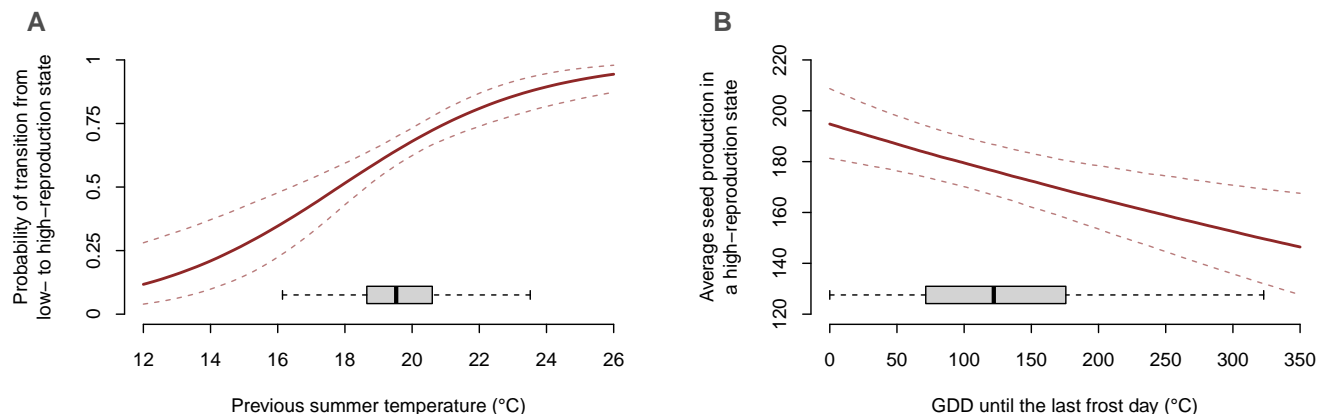 A
Probability of transition from
low− to high−reproduction state
1
0.75
0.5
0.25
0
12 14 16 18 20 22 24 26
Previous summer temperature (°C)
B
Average seed production in
a high−reproduction state
220
200
180
160
140
120
0 50 100 150 200 250 300 350
GDD until the last frost day (°C)